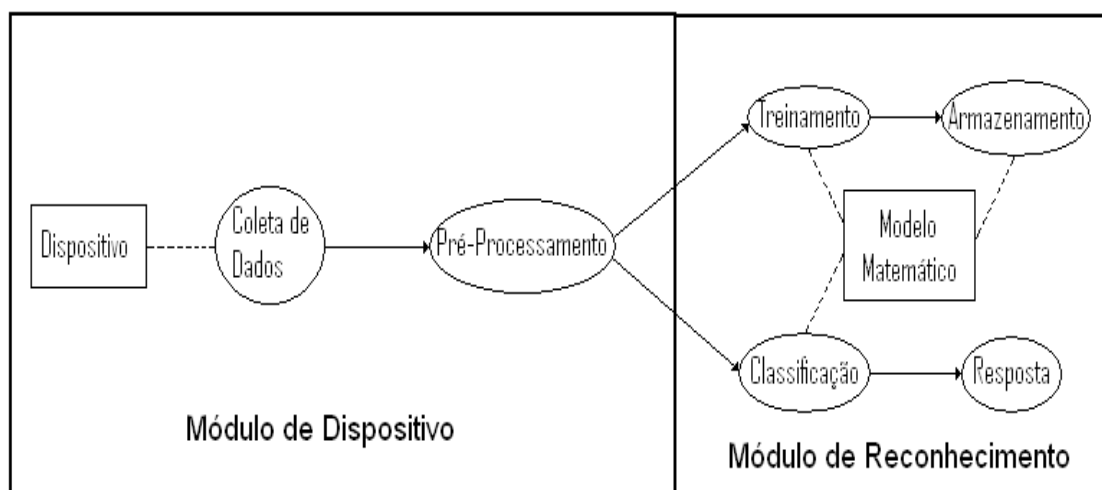 Dispositivo
Coleta de
Dados
Pré-Processamento
Módulo de Dispositivo
Treinamento
Armazenamento
Modelo
Matemático
Classificação
Resposta
Módulo de Reconhecimento